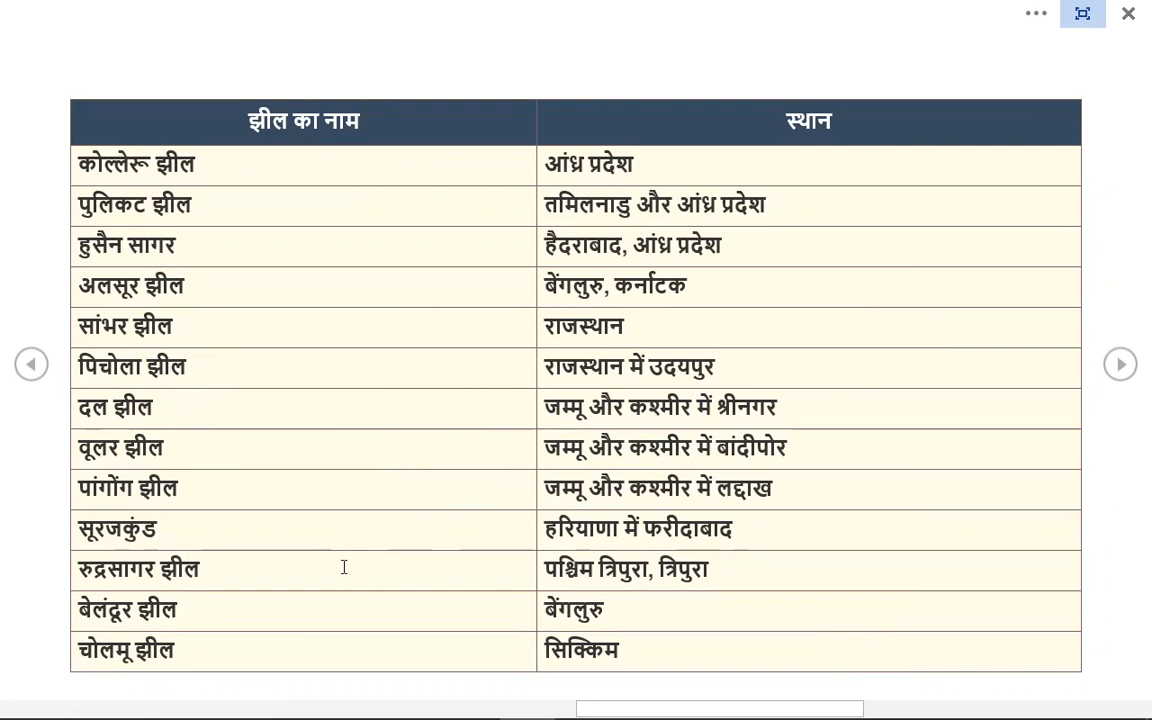 झील का नाम स्थान
कोल्लेरू झील आंध्र प्रदेश
पुलिकट झील तमिलनाडु और आंध्र प्रदेश
हुसैन सागर हैदराबाद, आंध्र प्रदेश
अलसूर झील बेंगलुरु, कर्नाटक
सांभर झील राजस्थान
पिचोला झील राजस्थान में उदयपुर
दल झील जम्मू और कश्मीर में श्रीनगर
वूलर झील जम्मू और कश्मीर में बांदीपोर
पांगोंग झील जम्मू और कश्मीर में लद्दाख
सूरजकुंड हरियाणा में फरीदाबाद
रुद्रसागर झील पश्चिम त्रिपुरा, त्रिपुरा
बेलंदूर झील बेंगलुरु
चोलमू झील सिक्किम